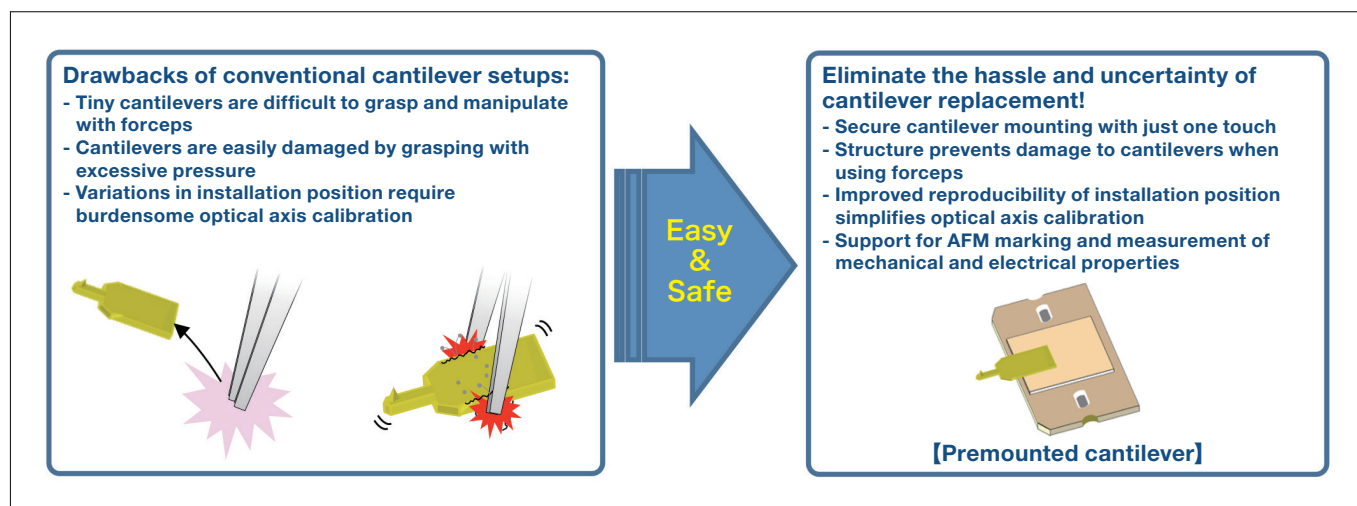 Drawbacks of conventional cantilever setups:
- Tiny cantilevers are difficult to grasp and manipulate
with forceps
- Cantilevers are easily damaged by grasping with
excessive pressure
- Variations in installation position require
burdensome optical axis calibration
Easy
&
Safe
Eliminate the hassle and uncertainty of
cantilever replacement!
- Secure cantilever mounting with just one touch
- Structure prevents damage to cantilevers when
using forceps
- Improved reproducibility of installation position
simplifies optical axis calibration
- Support for AFM marking and measurement of
mechanical and electrical properties
【Premounted cantilever】